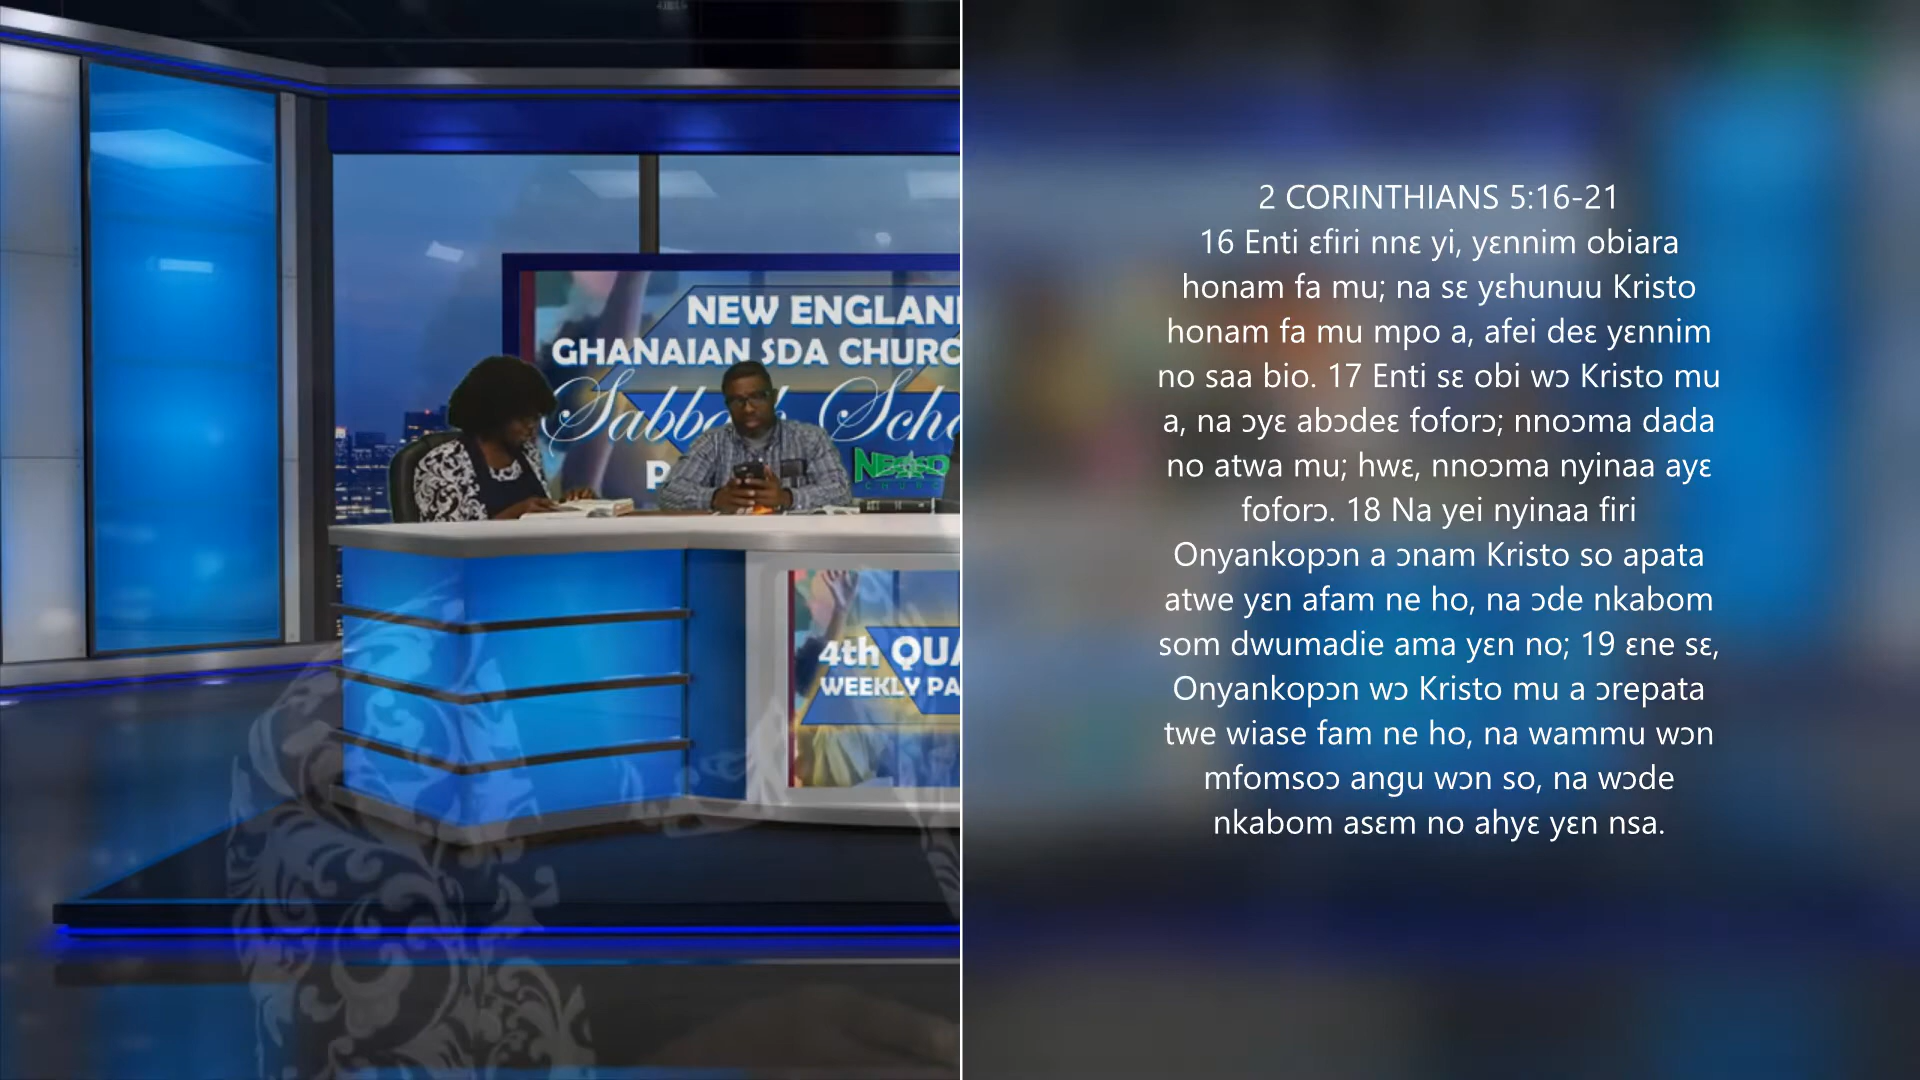 NEW ENGLAN
GHANAIAN SDA CHURC
Sabbath Scho
4th QUA
WEEKLY PA
2 CORINTHIANS 5:16-21
16 Enti ɛfiri nnɛ yi, yɛnnim obiara
honam fa mu; na sɛ yɛhunuu Kristo
honam fa mu mpo a, afei deɛ yɛnnim
no saa bio. 17 Enti sɛ obi wɔ Kristo mu
a, na ɔyɛ abɔdeɛ foforɔ; nnoɔma dada
no atwa mu; hwɛ, nnoɔma nyinaa ayɛ
foforɔ. 18 Na yei nyinaa firi
Onyankopɔn a ɔnam Kristo so apata
atwe yɛn afam ne ho, na ɔde nkabom
som dwumadie ama yɛn no; 19 ɛne sɛ,
Onyankopɔn wɔ Kristo mu a ɔrepata
twe wiase fam ne ho, na wammu wɔn
mfomsoɔ angu wɔn so, na wɔde
nkabom asɛm no ahyɛ yɛn nsa.